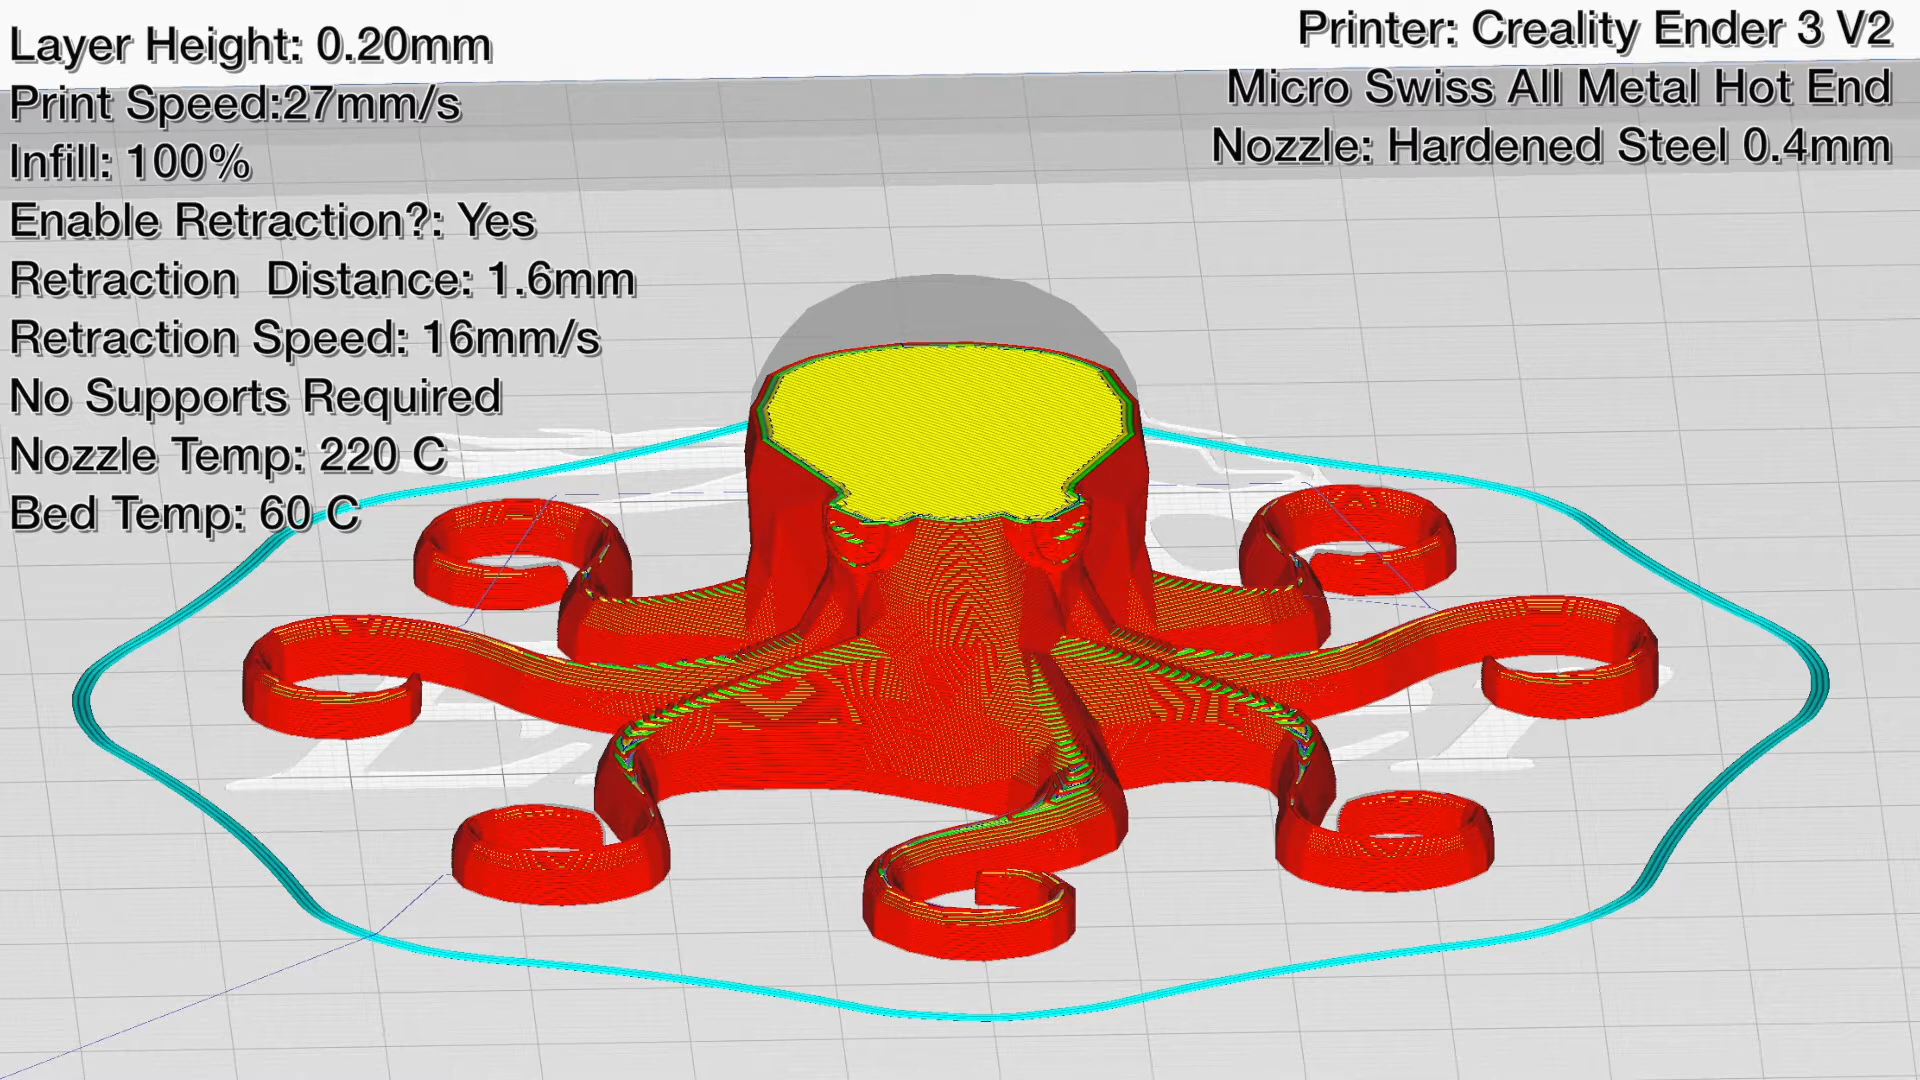 Layer Height: 0.20mm
Print Speed:27mm/s
Infill: 100%
Enable Retraction?: Yes
Retraction  Distance: 1.6mm
Retraction Speed: 16mm/s
No Supports Required
Nozzle Temp: 220 C
Bed Temp: 60 C
Printer: Creality Ender 3 V2
Micro Swiss All Metal Hot End
Nozzle: Hardened Steel 0.4mm